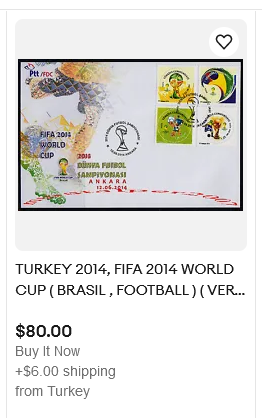 Ptt /FDC
FIFA 2014
WORLD
CUP
2014
DÜNYA FUTBOL
ŞAMPİYONASI
ANKARA
12.06.2014
TURKEY 2014, FIFA 2014 WORLD
CUP ( BRASIL , FOOTBALL ) ( VER...
$80.00
Buy It Now
+$6.00 shipping
from Turkey